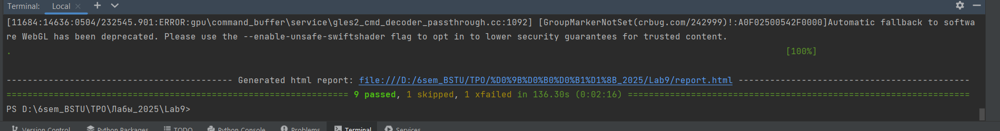 Terminal: Local × + ∨
[11684:14636:0504/232545.901:ERROR:gpu\command_buffer\service\gles2_cmd_decoder_passthrough.cc:1092] [GroupMarkerNotSet(crbug.com/242999)!:A0F02500542F0000]Automatic fallback to softwa
re WebGL has been deprecated. Please use the --enable-unsafe-swiftshader flag to opt in to lower security guarantees for trusted content.
. [100%]
------------------------------------------- Generated html report: file:///D:/6sem_BSTU/TPO/%D0%9B%D0%B0%D0%B1%D1%8B_2025/Lab9/report.html --------------------------------------------
================================================================= 9 passed, 1 skipped, 1 xfailed in 136.30s (0:02:16) =================================================================
PS D:\6sem_BSTU\TPO\Лабы_2025\Lab9>
Version Control Python Packages TODO Python Console Problems Terminal Services